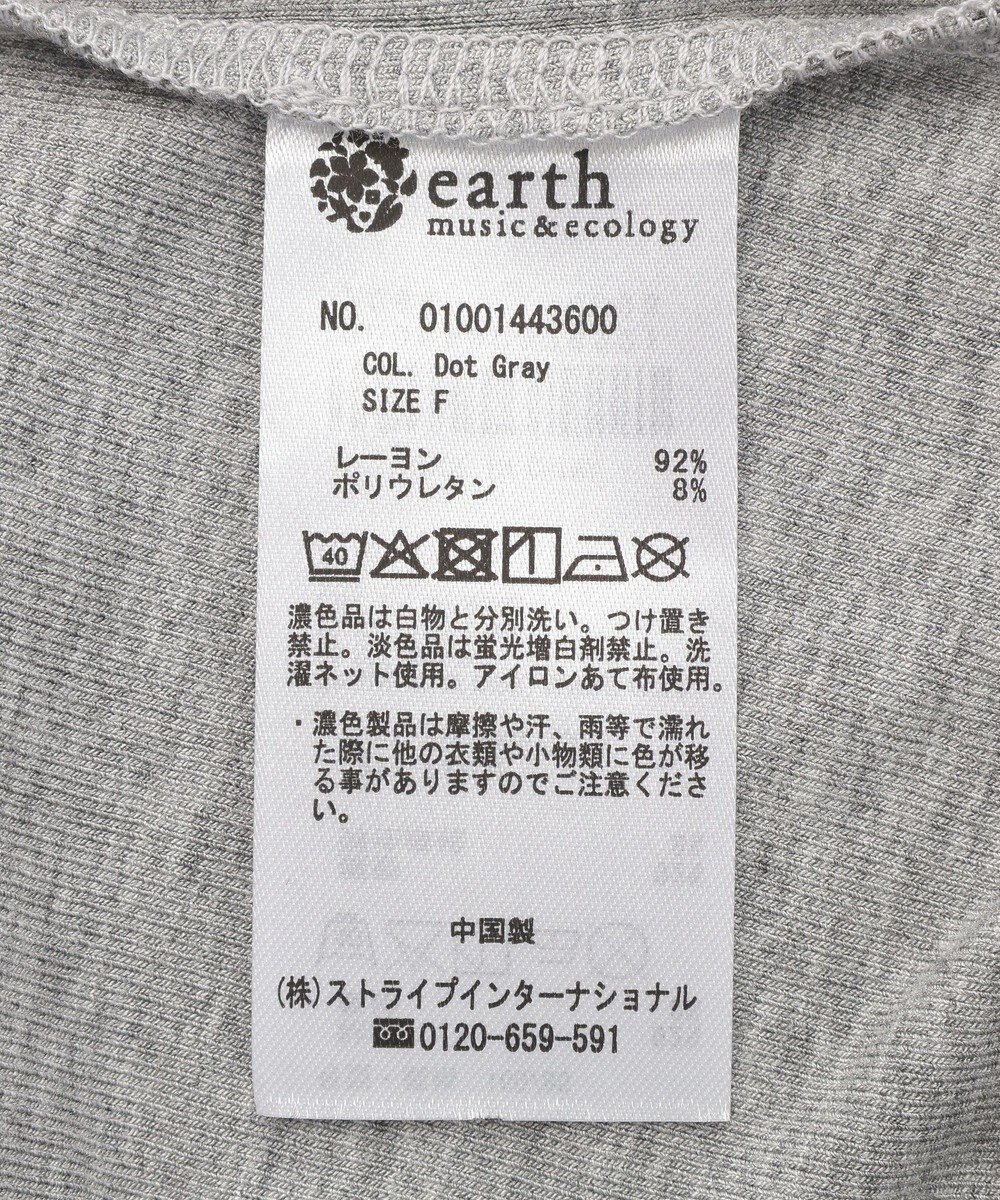 earth
music&ecology
NO. 01001443600
COL. Dot Gray
SIZE F
レーヨン 92%
ポリウレタン 8%
40
濃色品は白物と分別洗い。つけ置き
禁止。淡色品は蛍光増白剤禁止。洗
濯ネット使用。アイロンあて布使用。
・濃色製品は摩擦や汗、雨等で濡れ
た際に他の衣類や小物類に色が移
る事がありますのでご注意くださ
い。
中国製
(株)ストライプインターナショナル
0120-659-591